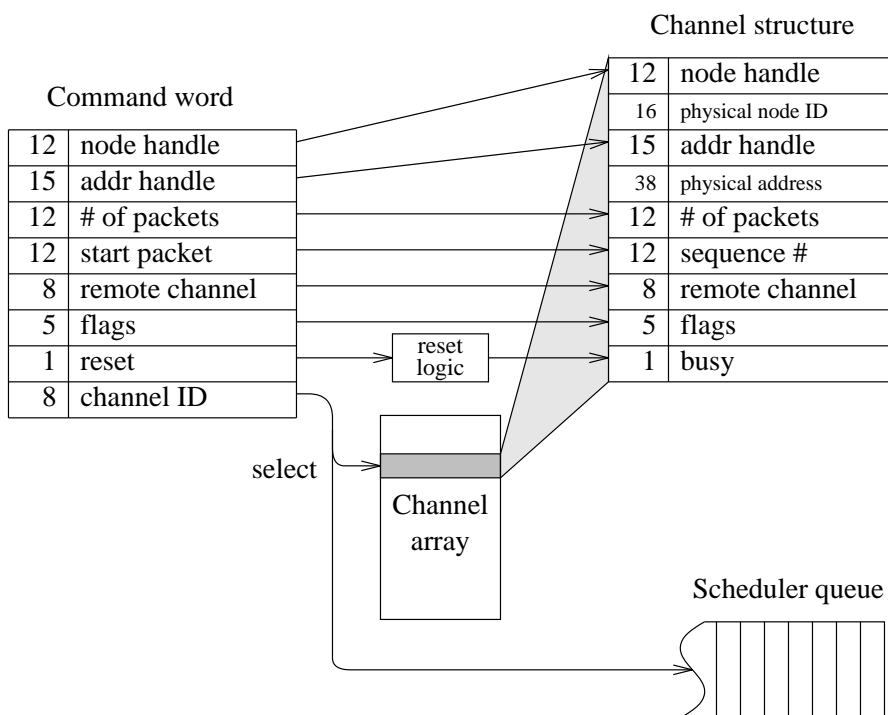 Channel structure
12 node handle
16 physical node ID
15 addr handle
38 physical address
12 # of packets
12 sequence #
8 remote channel
5 flags
1 busy
Command word
12 node handle
15 addr handle
12 # of packets
12 start packet
8 remote channel
5 flags
1 reset
8 channel ID
reset
logic
select
Channel
array
Scheduler queue